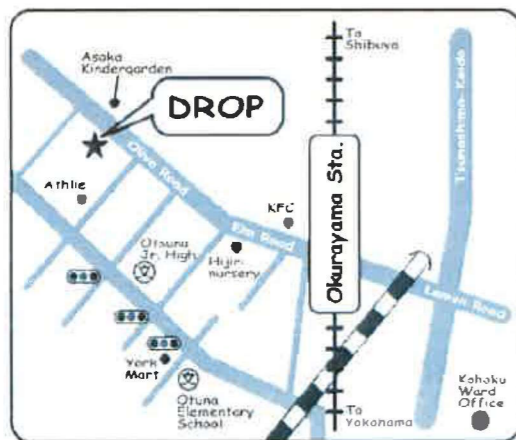 To
Shibuya
Asaka
Kindergarden
DROP
Tsunashima-Kaido
Olive Road
Okurayama Sta.
Athlie
KFC
Elm Road
Otsuna
Jr. High
Hijiri
nursery
Lemon Road
York
Mart
Otuna
Elementary
School
To
Yokohama
Kohoku
Ward
Office